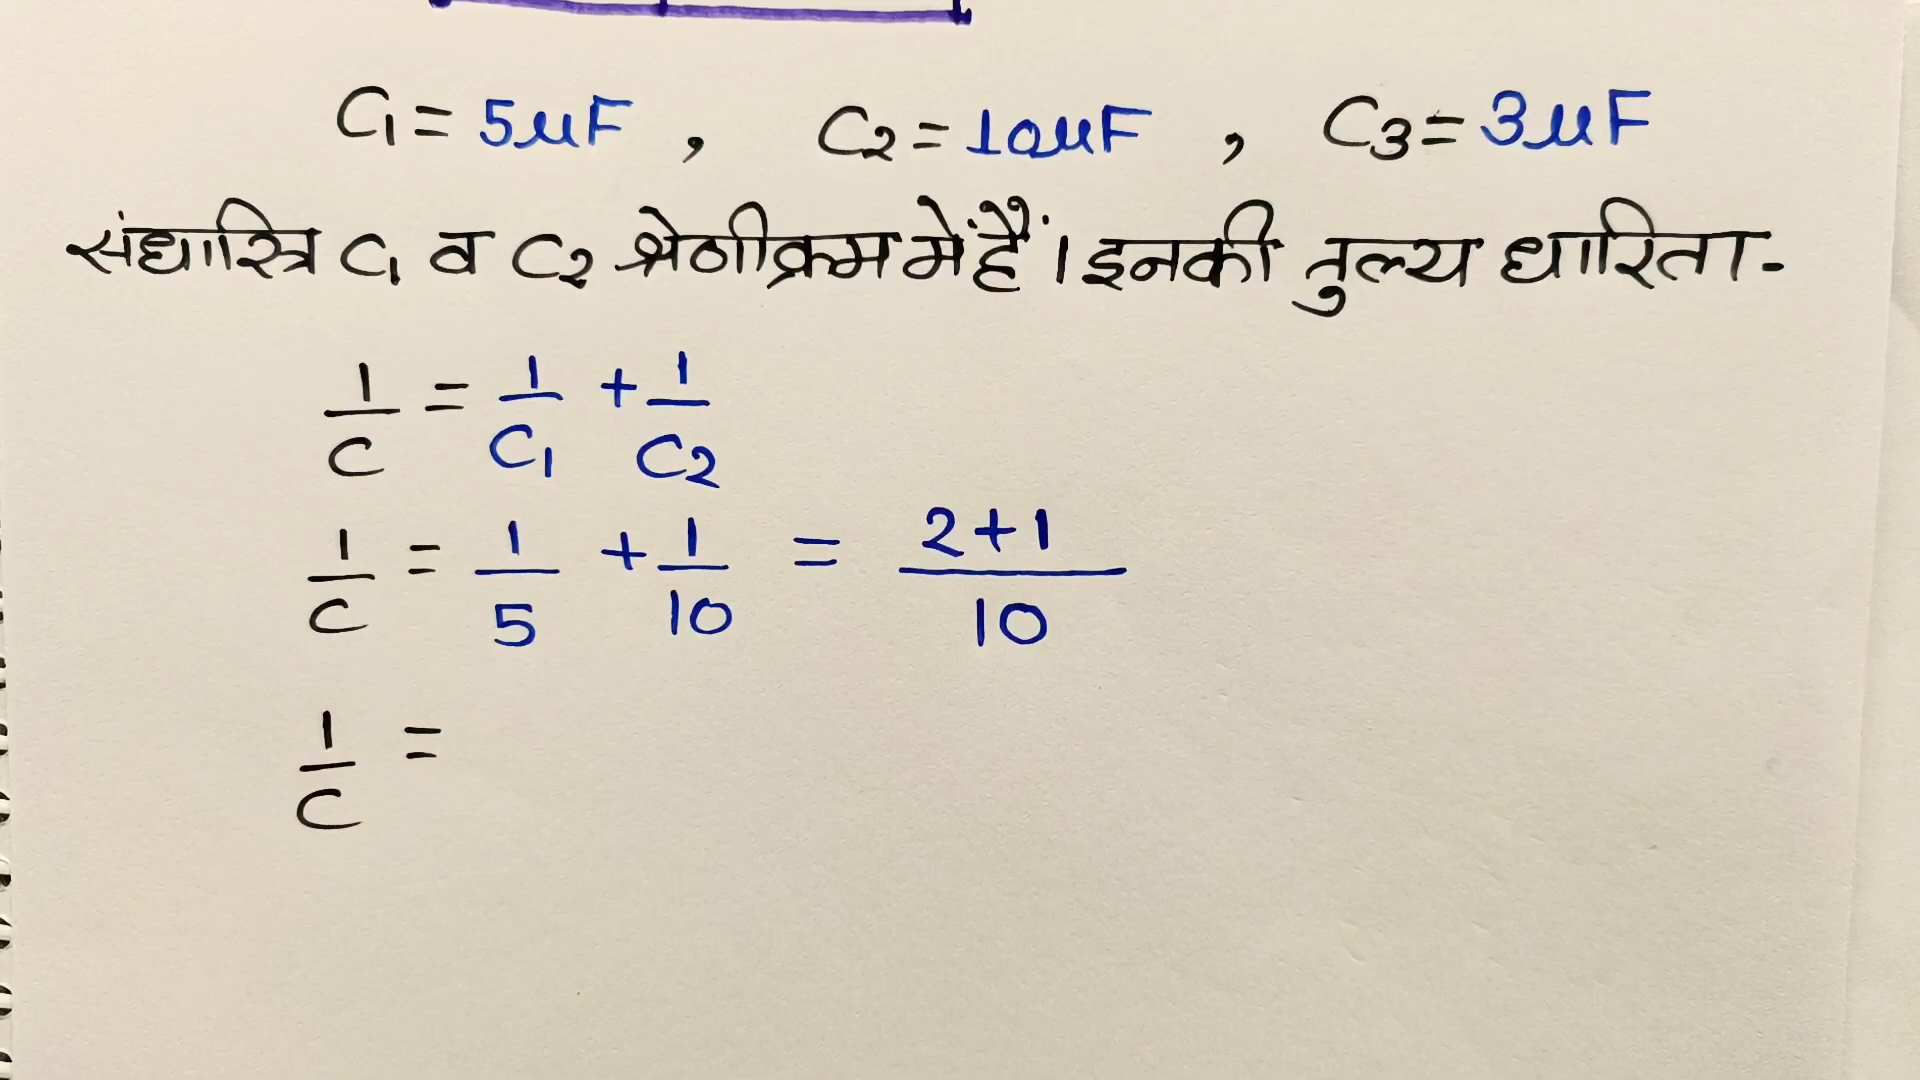 C₁ = 5μF , C₂ = 10μF , C₃ = 3μF
संधारित्र C₁ व C₂ श्रेणीक्रम में हैं। इनकी तुल्य धारिता -
1/C = 1/C₁ + 1/C₂
1/C = 1/5 + 1/10 = 2+1/10
1/C =